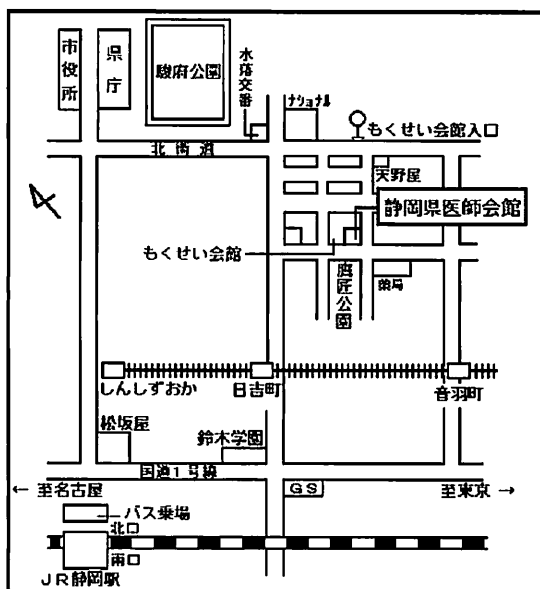 市役所
県庁
駿府公園
水落交番
ナショナル
もくせい会館入口
北街道
天野屋
静岡県医師会館
もくせい会館
鷹匠公園
薬局
しんしずおか
日吉町
音羽町
松坂屋
鈴木学園
国道1号線
← 至名古屋
GS
至東京 →
バス乗場
北口
南口
JR静岡駅